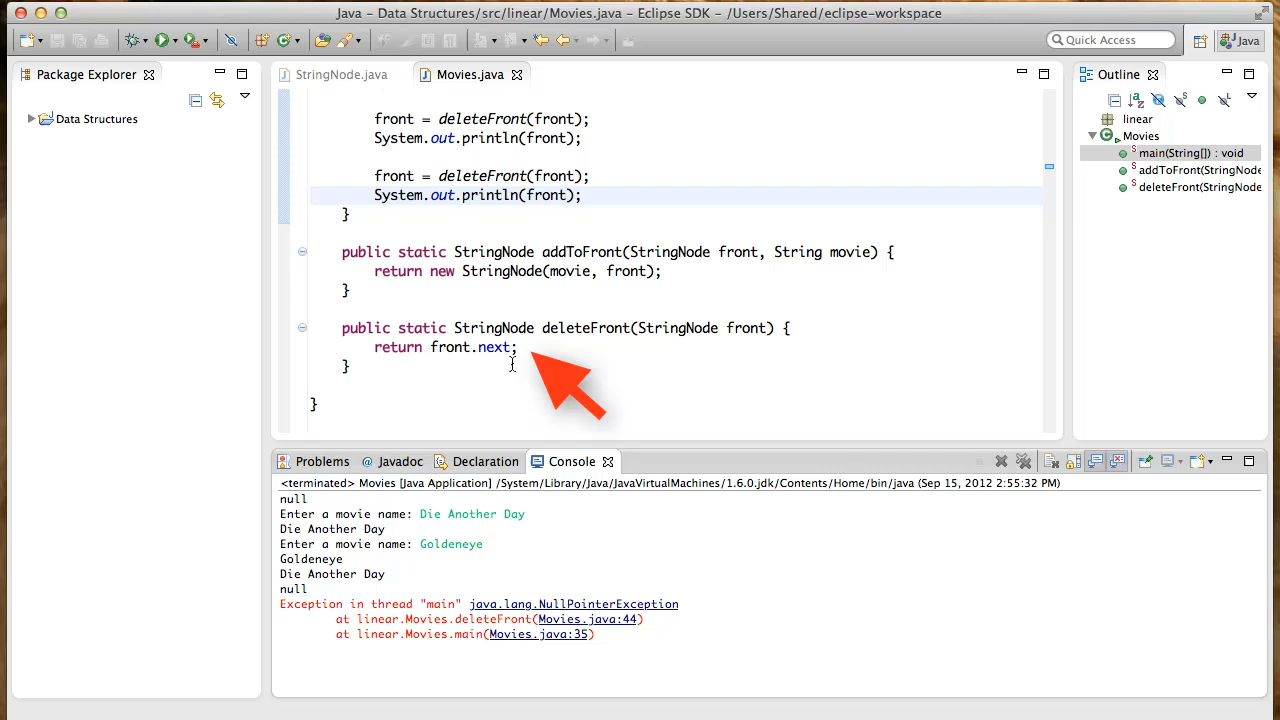 Java – Data Structures/src/linear/Movies.java – Eclipse SDK – /Users/Shared/eclipse-workspace
Quick Access
Java
Package Explorer
StringNode.java
Movies.java
Outline
Data Structures
front = deleteFront(front);
System.out.println(front);
front = deleteFront(front);
System.out.println(front);
}
public static StringNode addToFront(StringNode front, String movie) {
return new StringNode(movie, front);
}
public static StringNode deleteFront(StringNode front) {
return front.next;
}
}
linear
Movies
main(String[]) : void
addToFront(StringNode
deleteFront(StringNode
Problems
@ Javadoc
Declaration
Console
<terminated> Movies [Java Application] /System/Library/Java/JavaVirtualMachines/1.6.0.jdk/Contents/Home/bin/java (Sep 15, 2012 2:55:32 PM)
null
Enter a movie name: Die Another Day
Die Another Day
Enter a movie name: Goldeneye
Goldeneye
Die Another Day
null
Exception in thread "main" java.lang.NullPointerException
at linear.Movies.deleteFront(Movies.java:44)
at linear.Movies.main(Movies.java:35)